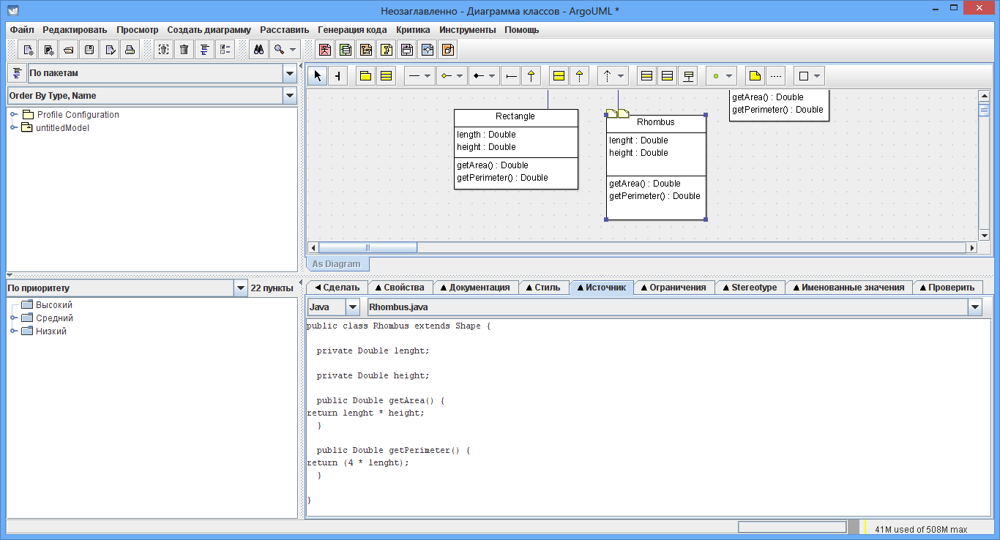 Неозаглавленно - Диаграмма классов - ArgoUML *
Файл Редактировать Просмотр Создать диаграмму Расставить Генерация кода Критика Инструменты Помощь
По пакетам
Order By Type, Name
Profile Configuration
untitledModel
Rectangle
length : Double
height : Double
getArea() : Double
getPerimeter() : Double
Rhombus
lenght : Double
height : Double
getArea() : Double
getPerimeter() : Double
getArea() : Double
getPerimeter() : Double
As Diagram
По приоритету
22 пункты
Высокий
Средний
Низкий
Сделать Свойства Документация Стиль Источник Ограничения Stereotype Именованные значения Проверить
Java
Rhombus.java
public class Rhombus extends Shape {
private Double lenght;
private Double height;
public Double getArea() {
return lenght * height;
}
public Double getPerimeter() {
return (4 * lenght);
}
}
41M used of 508M max